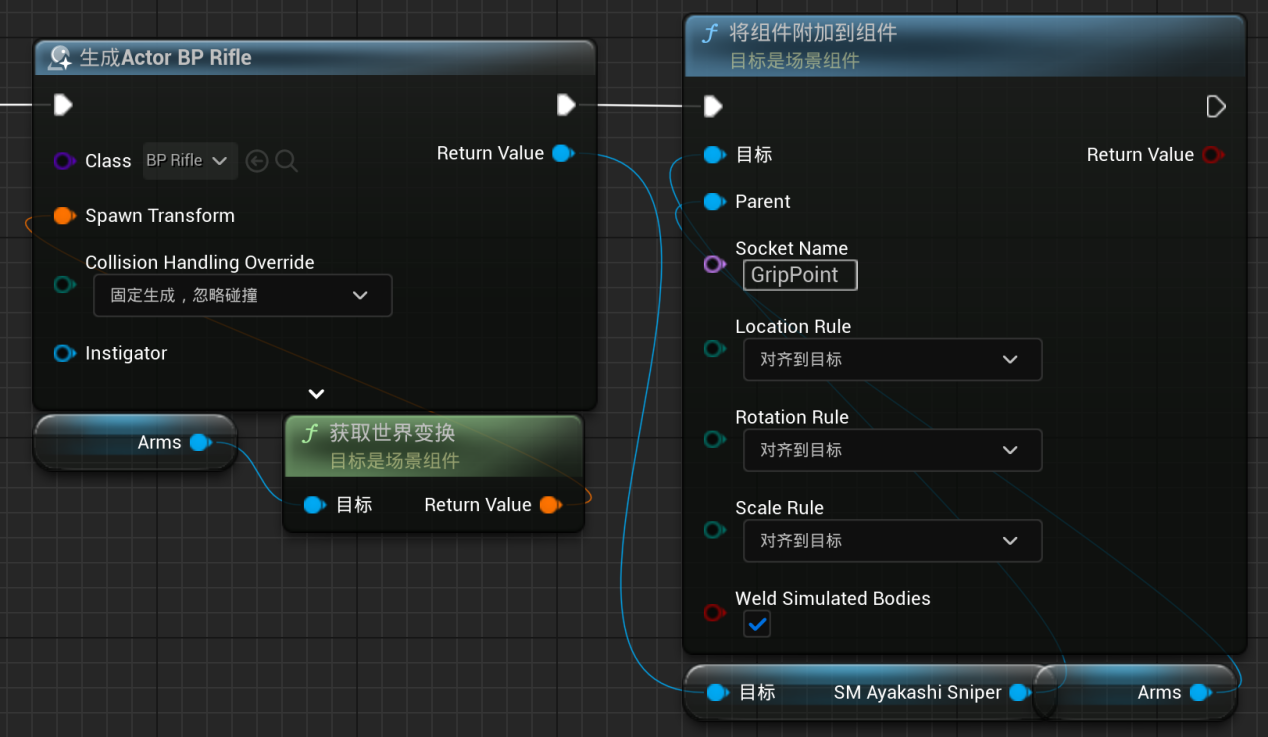 生成Actor BP Rifle
Class
BP Rifle
Return Value
Spawn Transform
Collision Handling Override
固定生成，忽略碰撞
Instigator
Arms
获取世界变换
目标是场景组件
目标
Return Value
将组件附加到组件
目标是场景组件
目标
Return Value
Parent
Socket Name
GripPoint
Location Rule
对齐到目标
Rotation Rule
对齐到目标
Scale Rule
对齐到目标
Weld Simulated Bodies
目标
SM Ayakashi Sniper
Arms